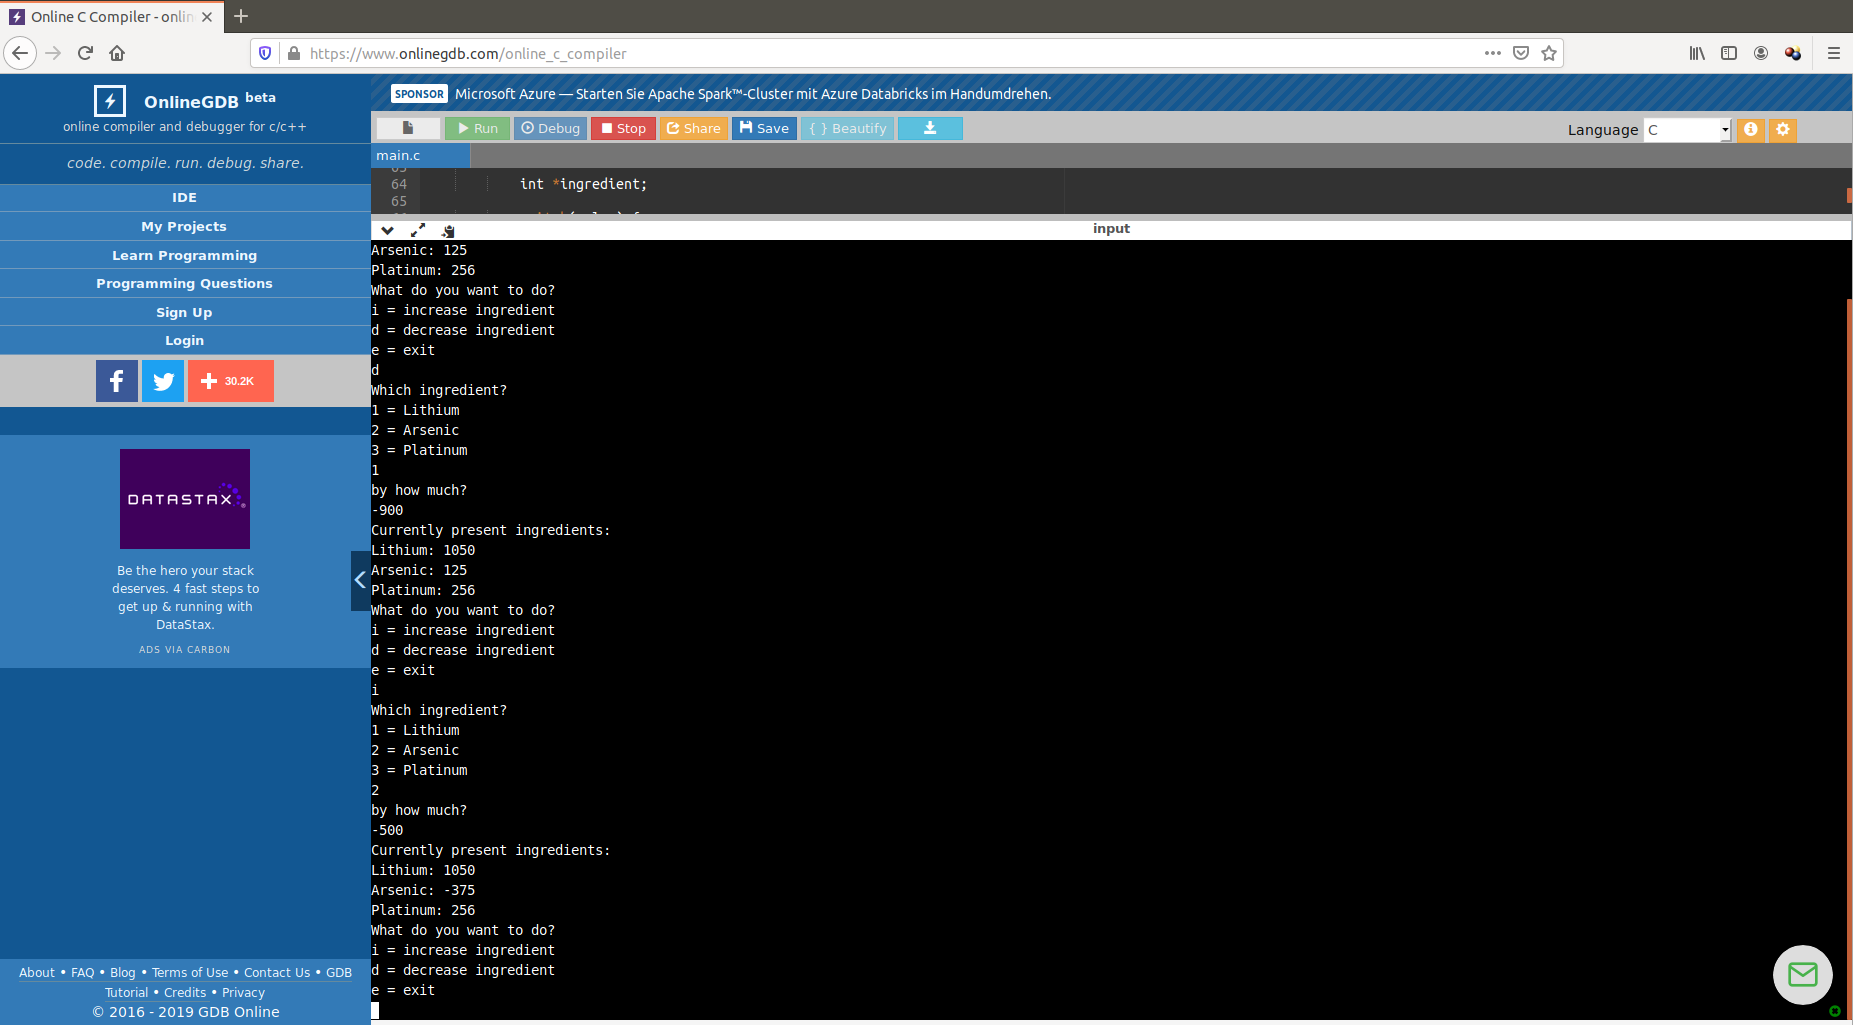 Online C Compiler - onlin
https://www.onlinegdb.com/online_c_compiler
OnlineGDB beta
online compiler and debugger for c/c++
code. compile. run. debug. share.
IDE
My Projects
Learn Programming
Programming Questions
Sign Up
Login
30.2K
DATASTAX
Be the hero your stack
deserves. 4 fast steps to
get up & running with
DataStax.
ADS VIA CARBON
About • FAQ • Blog • Terms of Use • Contact Us • GDB
Tutorial • Credits • Privacy
© 2016 - 2019 GDB Online
SPONSOR Microsoft Azure — Starten Sie Apache Spark™-Cluster mit Azure Databricks im Handumdrehen.
Run Debug Stop Share Save { } Beautify Language C
main.c
64 int *ingredient;
65
input
Arsenic: 125
Platinum: 256
What do you want to do?
i = increase ingredient
d = decrease ingredient
e = exit
d
Which ingredient?
1 = Lithium
2 = Arsenic
3 = Platinum
1
by how much?
-900
Currently present ingredients:
Lithium: 1050
Arsenic: 125
Platinum: 256
What do you want to do?
i = increase ingredient
d = decrease ingredient
e = exit
i
Which ingredient?
1 = Lithium
2 = Arsenic
3 = Platinum
2
by how much?
-500
Currently present ingredients:
Lithium: 1050
Arsenic: -375
Platinum: 256
What do you want to do?
i = increase ingredient
d = decrease ingredient
e = exit